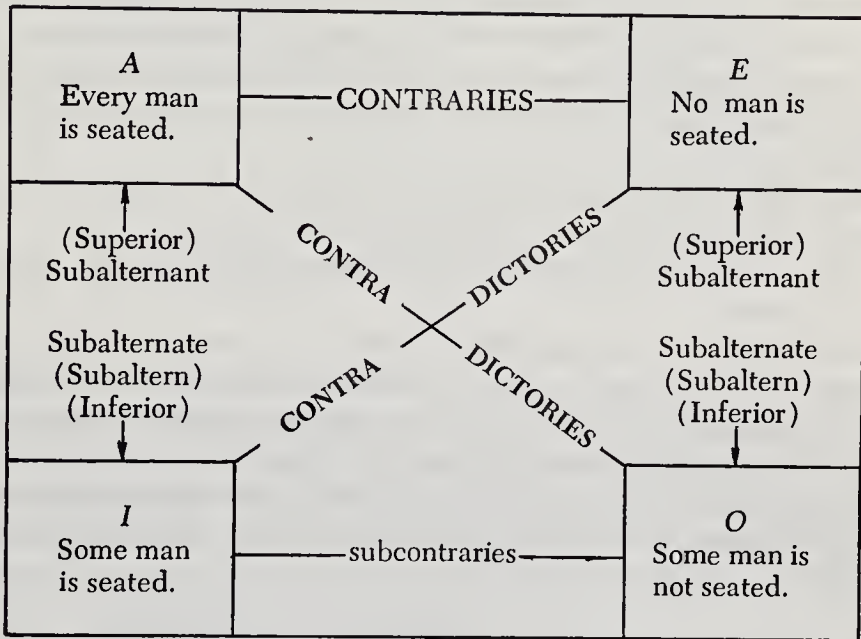 A
Every man
is seated.
CONTRARIES
E
No man is
seated.
(Superior)
Subalternant
(Superior)
Subalternant
CONTRA
DICTORIES
Subalternate
(Subaltern)
(Inferior)
Subalternate
(Subaltern)
(Inferior)
CONTRA
DICTORIES
I
Some man
is seated.
subcontraries
O
Some man is
not seated.